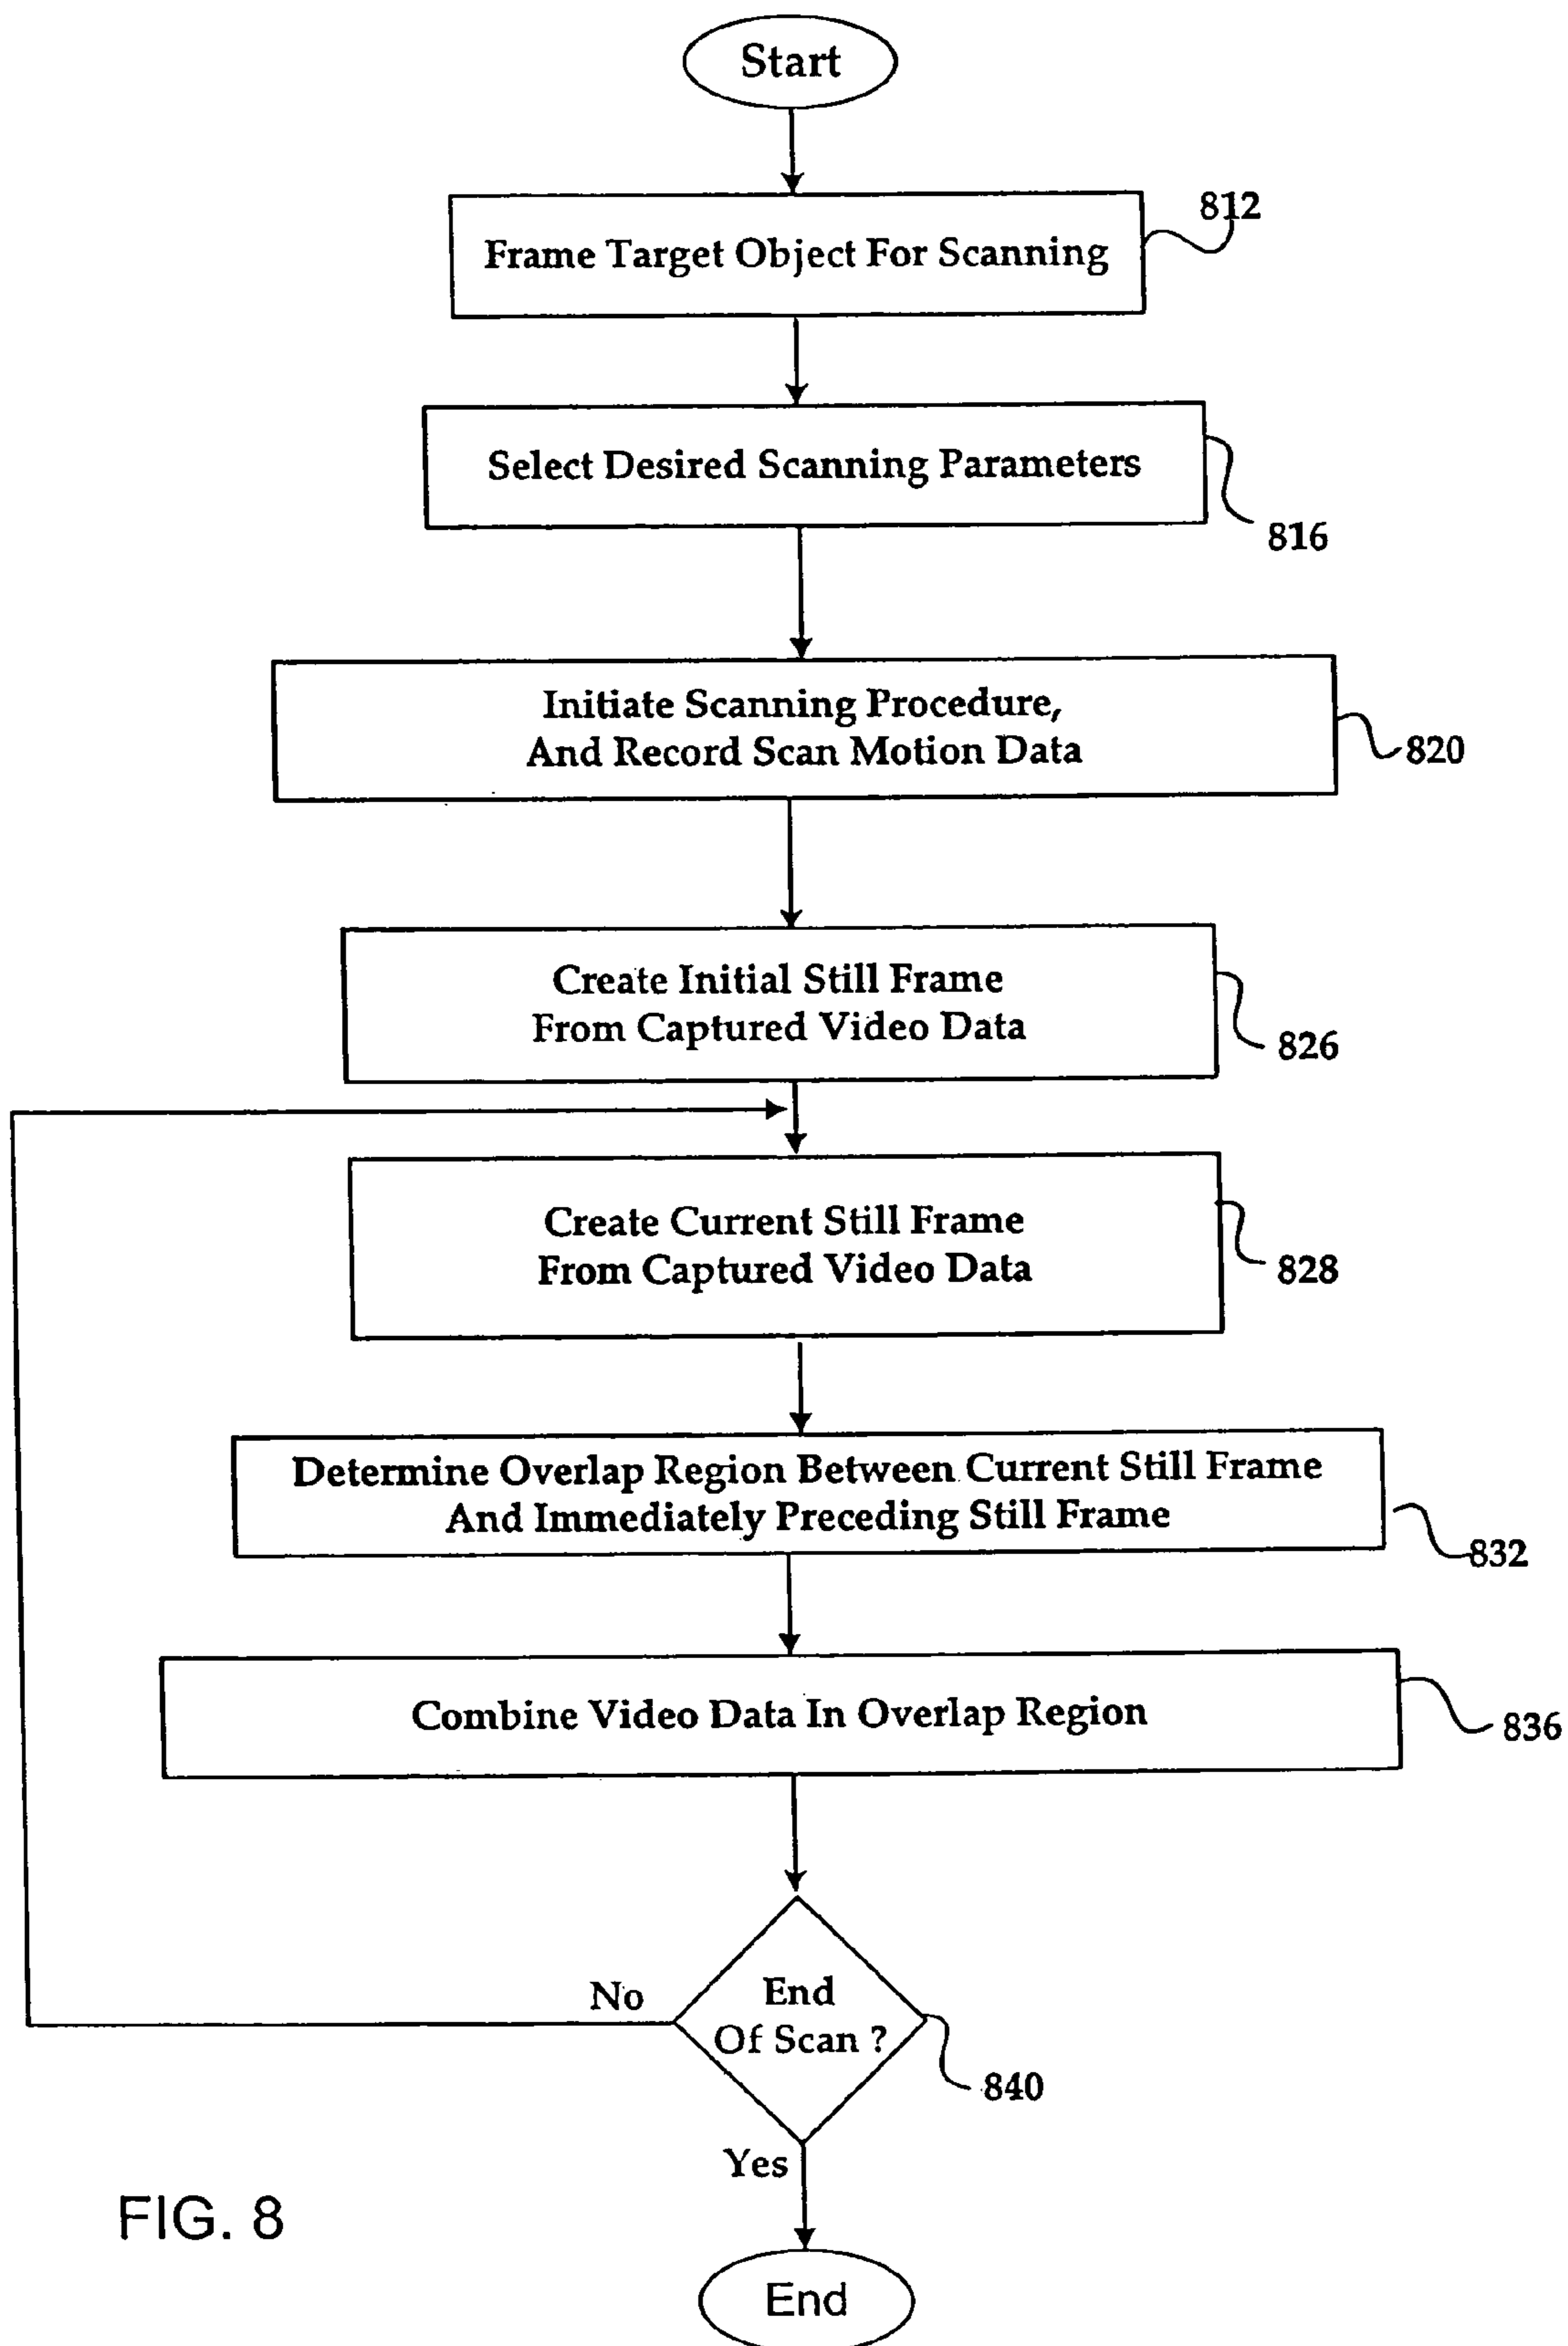 Start
812
Frame Target Object For Scanning
Select Desired Scanning Parameters
816
Initiate Scanning Procedure,
And Record Scan Motion Data
820
Create Initial Still Frame
From Captured Video Data
826
Create Current Still Frame
From Captured Video Data
828
Determine Overlap Region Between Current Still Frame
And Immediately Preceding Still Frame
832
Combine Video Data In Overlap Region
836
No
End
Of Scan ?
840
Yes
FIG. 8
End